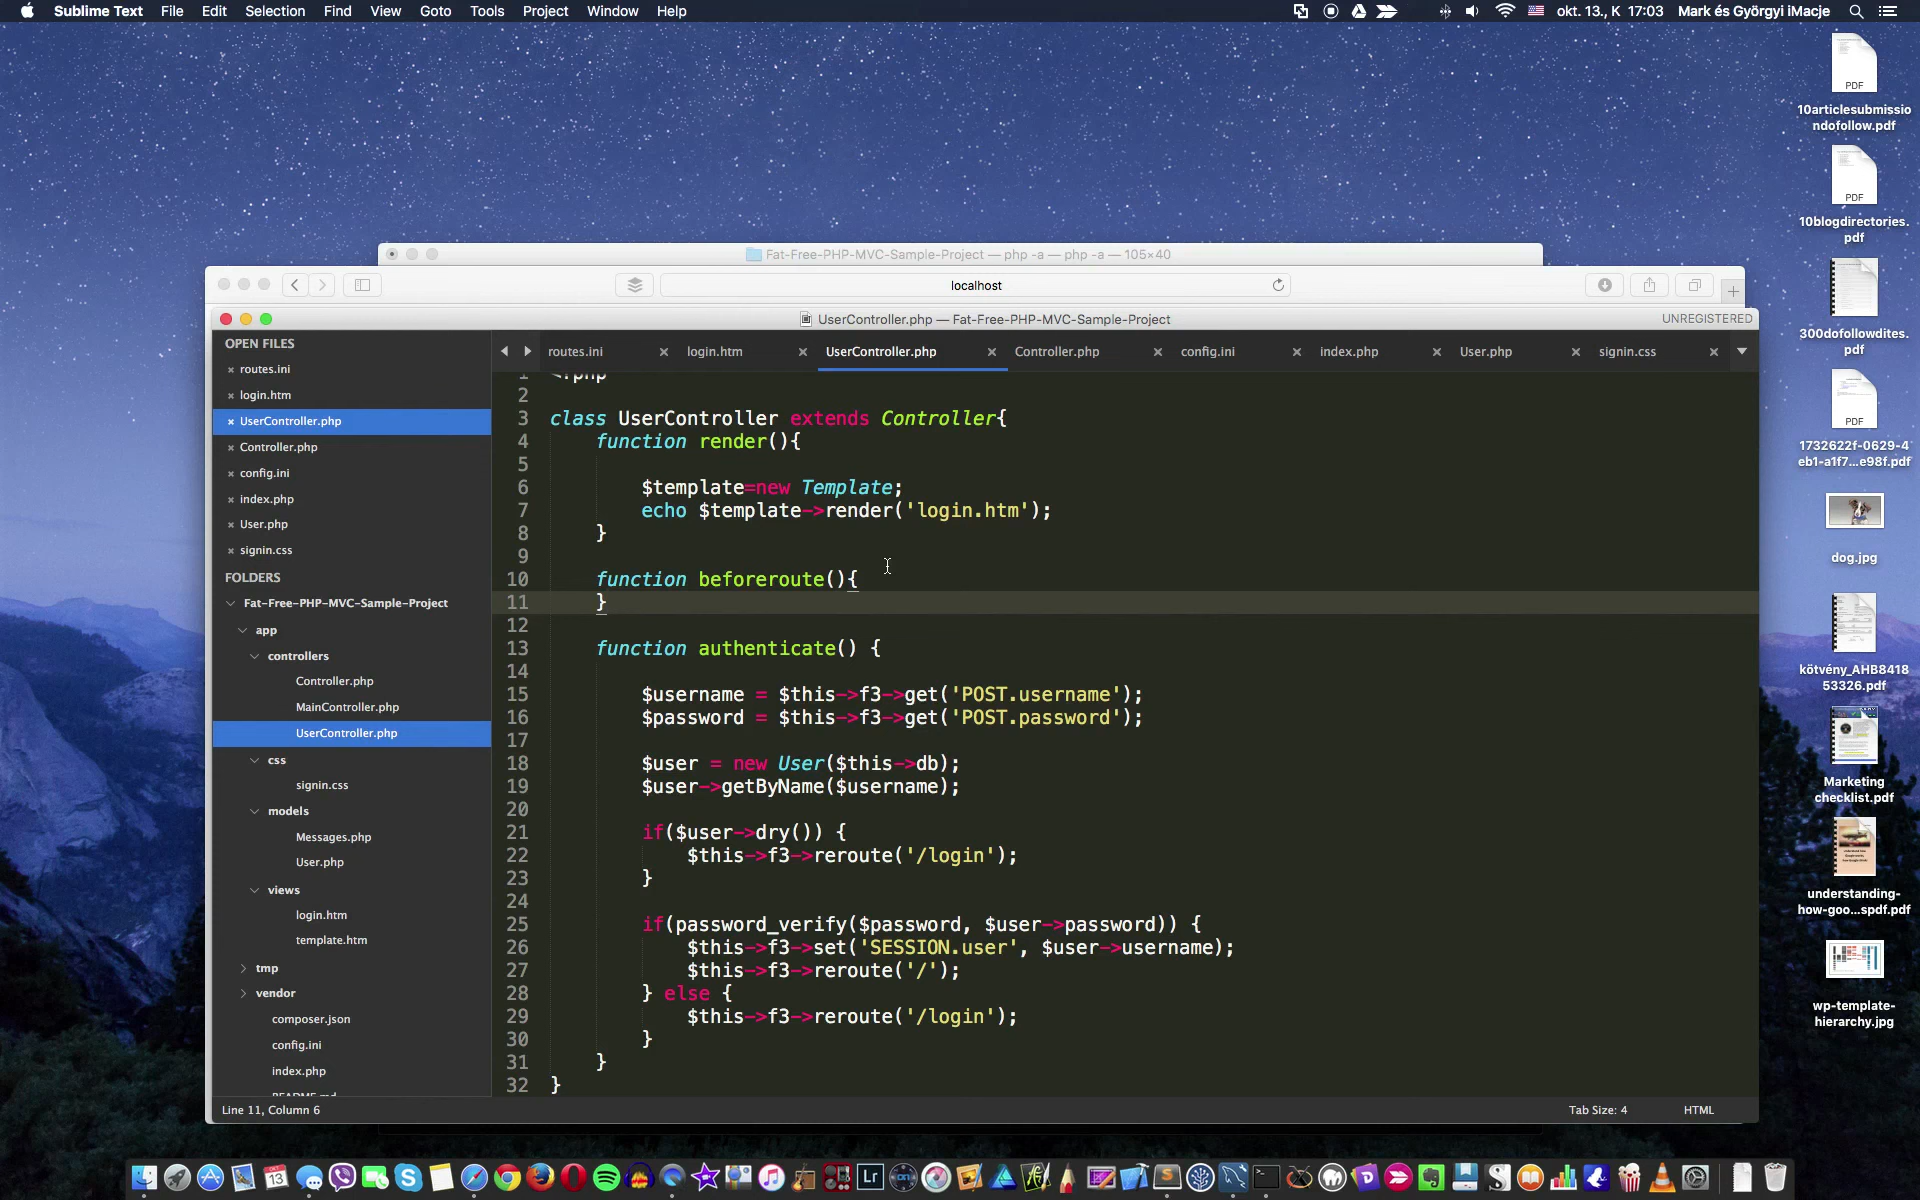 Sublime Text File Edit Selection Find View Goto Tools Project Window Help okt. 13., K 17:03 Mark és Györgyi iMacje
PDF
10articlesubmissio
ndofollow.pdf
PDF
10blogdirectories.
pdf
300dofollowdites.
pdf
PDF
1732622f-0629-4
eb1-a1f7...e98f.pdf
dog.jpg
kötvény_AHB8418
53326.pdf
Marketing
checklist.pdf
understanding-
how-goo...spdf.pdf
wp-template-
hierarchy.jpg
Fat-Free-PHP-MVC-Sample-Project — php -a — php -a — 105×40
localhost
UserController.php — Fat-Free-PHP-MVC-Sample-Project
UNREGISTERED
OPEN FILES
routes.ini
login.htm
UserController.php
Controller.php
config.ini
index.php
User.php
signin.css
FOLDERS
Fat-Free-PHP-MVC-Sample-Project
app
controllers
Controller.php
MainController.php
UserController.php
css
signin.css
models
Messages.php
User.php
views
login.htm
template.htm
tmp
vendor
composer.json
config.ini
index.php
README.md
routes.ini login.htm UserController.php Controller.php config.ini index.php User.php signin.css
1 <?php
2
3 class UserController extends Controller{
4 function render(){
5
6 $template=new Template;
7 echo $template->render('login.htm');
8 }
9
10 function beforeroute(){
11 }
12
13 function authenticate() {
14
15 $username = $this->f3->get('POST.username');
16 $password = $this->f3->get('POST.password');
17
18 $user = new User($this->db);
19 $user->getByName($username);
20
21 if($user->dry()) {
22 $this->f3->reroute('/login');
23 }
24
25 if(password_verify($password, $user->password)) {
26 $this->f3->set('SESSION.user', $user->username);
27 $this->f3->reroute('/');
28 } else {
29 $this->f3->reroute('/login');
30 }
31 }
32 }
Line 11, Column 6
Tab Size: 4
HTML